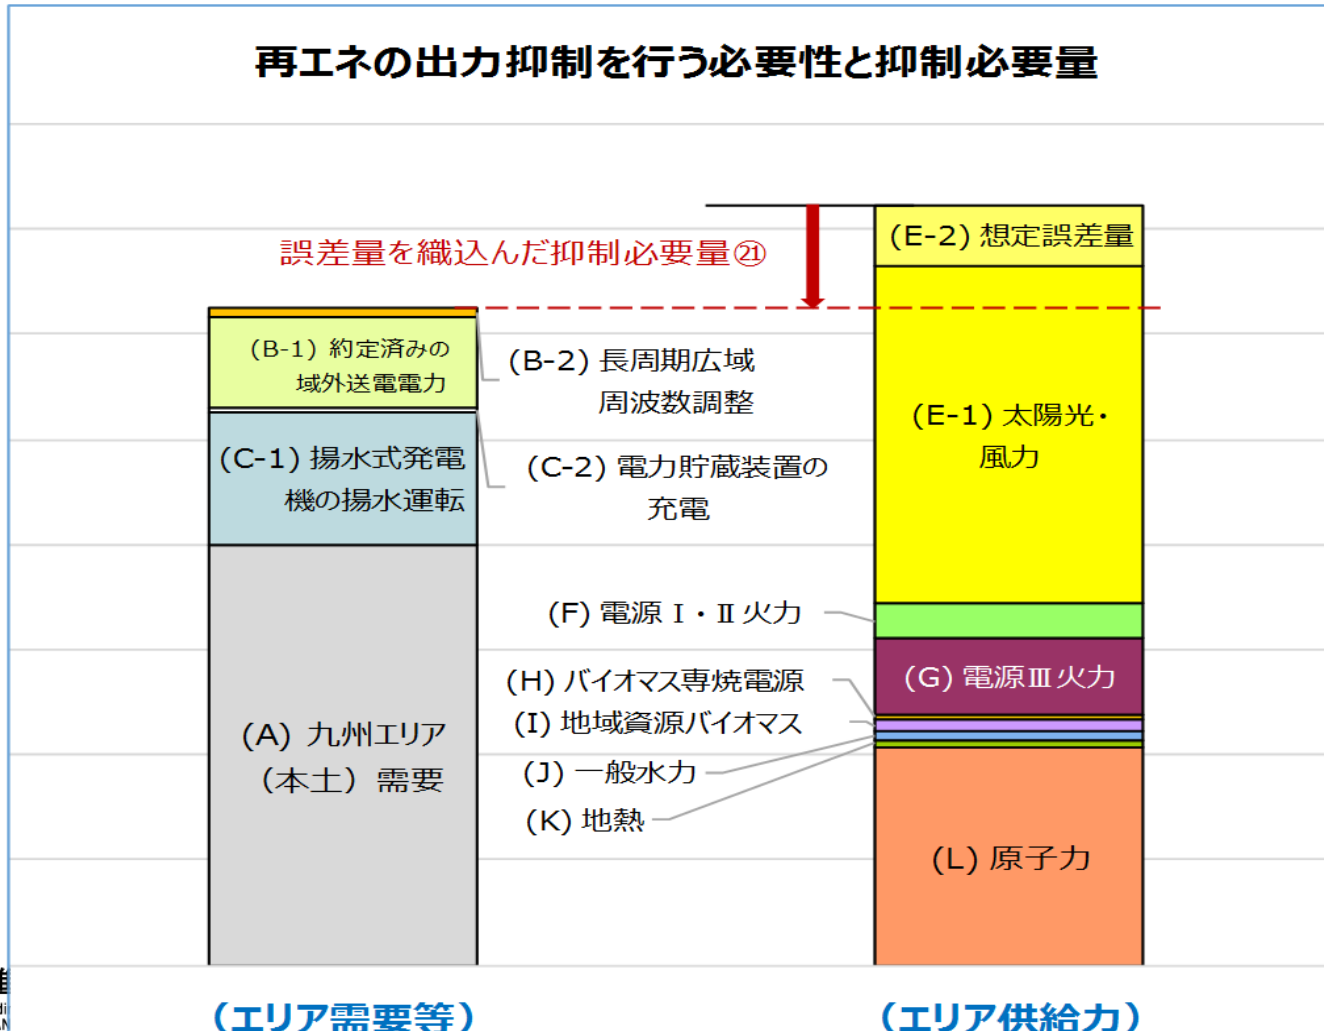 再エネの出力抑制を行う必要性と抑制必要量
誤差量を織込んだ抑制必要量㉑
(B-1) 約定済みの
域外送電電力
(B-2) 長周期広域
周波数調整
(C-1) 揚水式発電
機の揚水運転
(C-2) 電力貯蔵装置の
充電
(A) 九州エリア
（本土）需要
(E-2) 想定誤差量
(E-1) 太陽光・
風力
(F) 電源Ⅰ・Ⅱ火力
(G) 電源Ⅲ火力
(H) バイオマス専焼電源
(I) 地域資源バイオマス
(J) 一般水力
(K) 地熱
(L) 原子力
（エリア需要等）
（エリア供給力）